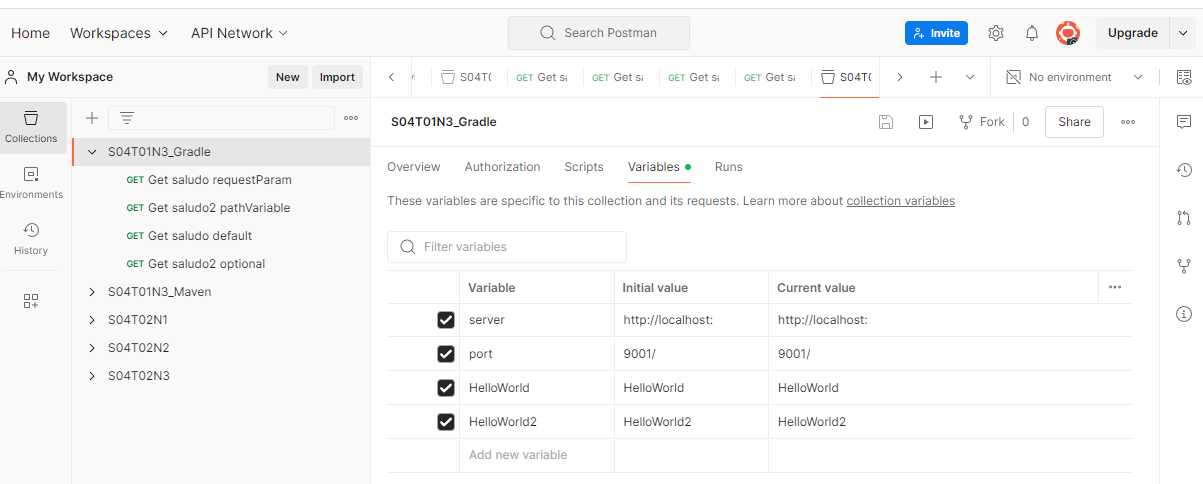 Home Workspaces API Network Search Postman Invite Upgrade
My Workspace New Import S04T0 GET Get sa GET Get sa GET Get sa GET Get sa S04T0 No environment
Collections
Environments
History
S04T01N3_Gradle
GET Get saludo requestParam
GET Get saludo2 pathVariable
GET Get saludo default
GET Get saludo2 optional
S04T01N3_Maven
S04T02N1
S04T02N2
S04T02N3
S04T01N3_Gradle Fork 0 Share
Overview Authorization Scripts Variables Runs
These variables are specific to this collection and its requests. Learn more about collection variables
Filter variables
Variable Initial value Current value
server http://localhost: http://localhost:
port 9001/ 9001/
HelloWorld HelloWorld HelloWorld
HelloWorld2 HelloWorld2 HelloWorld2
Add new variable